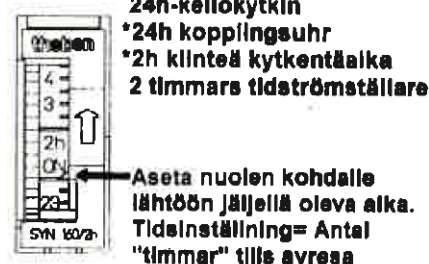 24h-kellokytkin
*24h kopplingsuhr
*2h kiinteä kytkentäaika
2 timmars tidströmställare
theben
4
3
2h
ON
23
SYN 160/2h
Aseta nuolen kohdalle
lähtöön jäljellä oleva aika.
Tidsinställning= Antal
"timmar" tills avresa